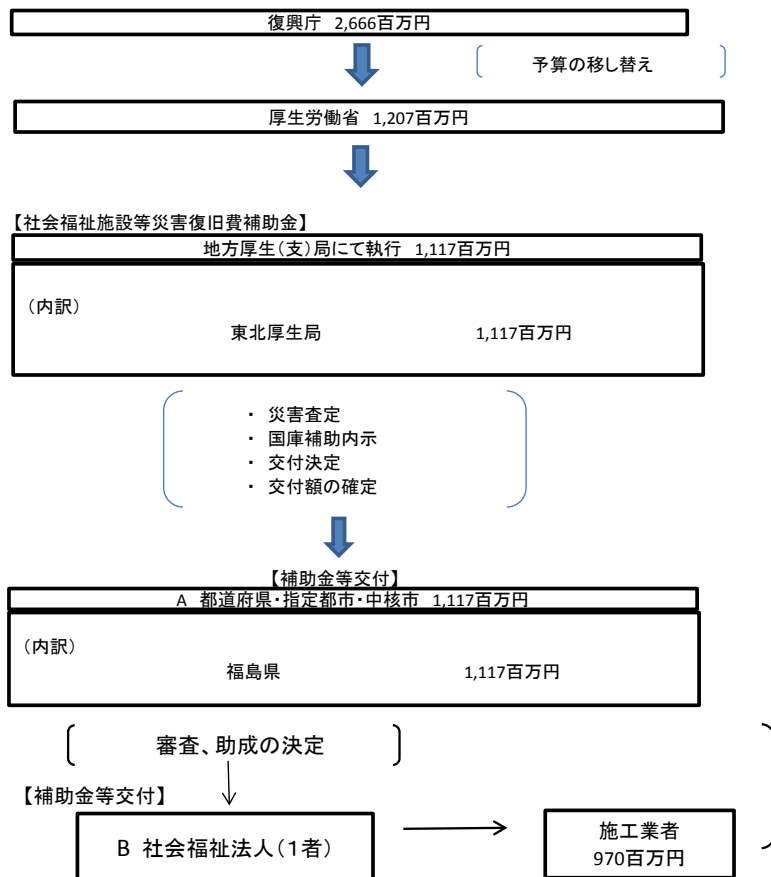 復興庁 2,666百万円
予算の移し替え
厚生労働省 1,207百万円
【社会福祉施設等災害復旧費補助金】
地方厚生(支)局にて執行 1,117百万円
(内訳)
東北厚生局 1,117百万円
・ 災害査定
・ 国庫補助内示
・ 交付決定
・ 交付額の確定
【補助金等交付】
A 都道府県・指定都市・中核市 1,117百万円
(内訳)
福島県 1,117百万円
審査、助成の決定
【補助金等交付】
B 社会福祉法人(1者)
施工業者
970百万円